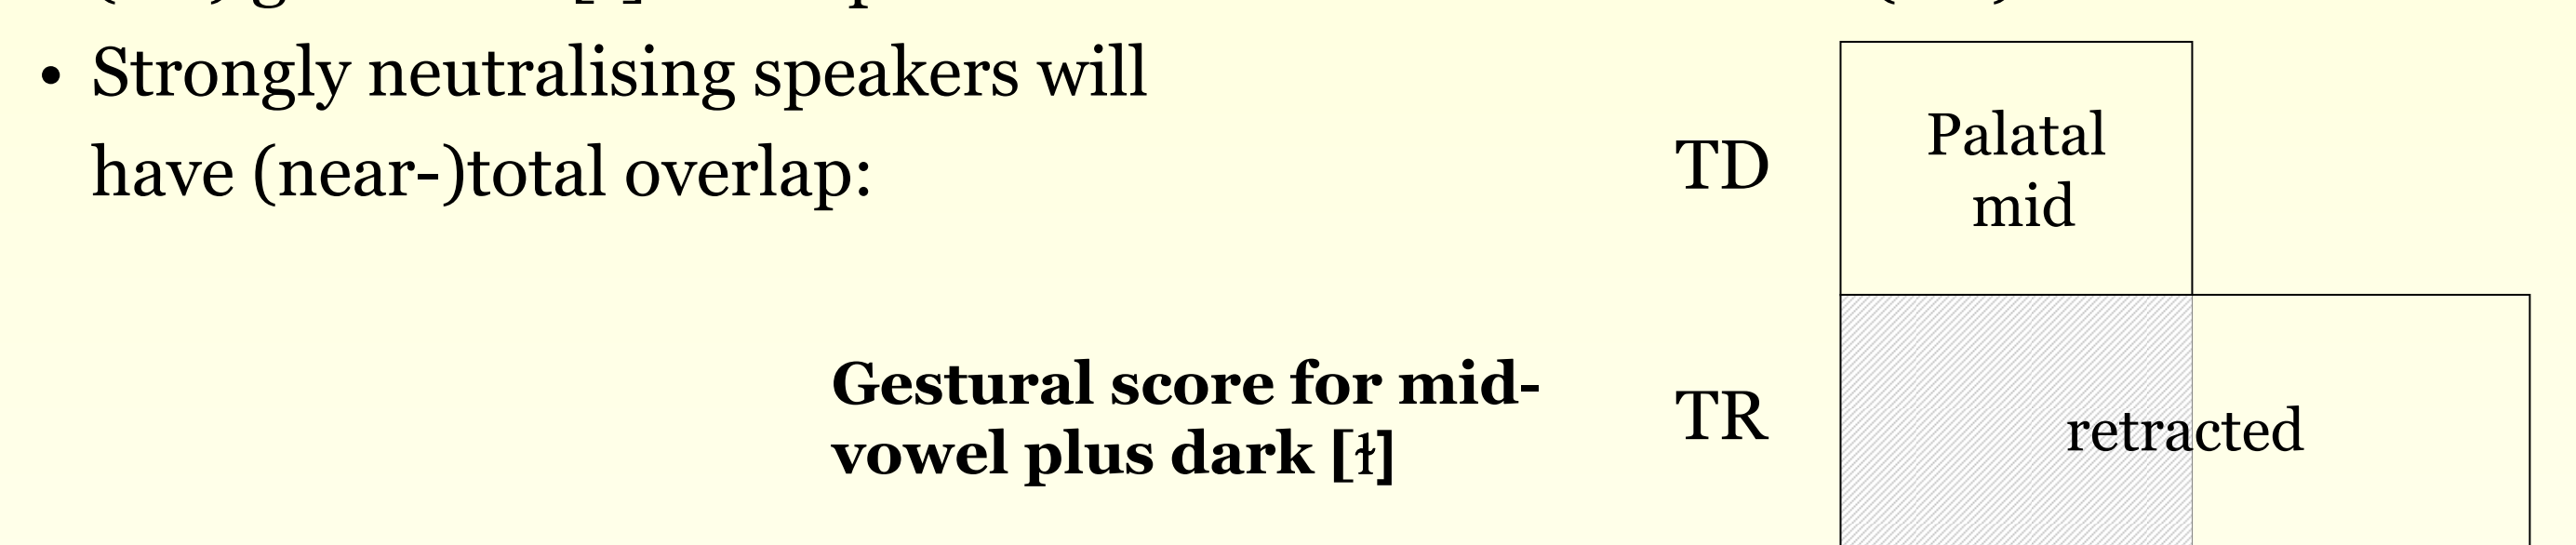 • Strongly neutralising speakers will
have (near-)total overlap:
TD
Palatal
mid
Gestural score for mid-
vowel plus dark [ɫ]
TR
retracted